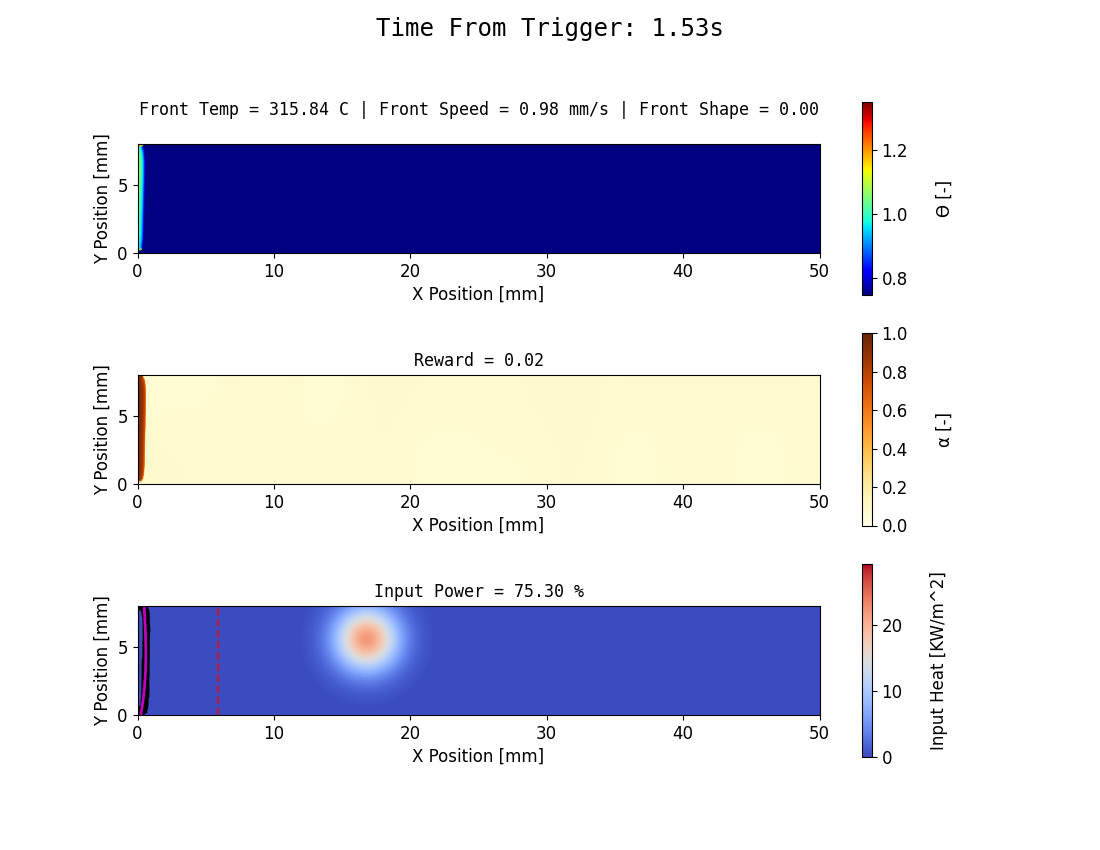 Time From Trigger: 1.53s
Front Temp = 315.84 C | Front Speed = 0.98 mm/s | Front Shape = 0.00
Y Position [mm]
5
0
0 10 20 30 40 50
X Position [mm]
1.2
1.0
0.8
Θ [-]
Reward = 0.02
Y Position [mm]
5
0
0 10 20 30 40 50
X Position [mm]
1.0
0.8
0.6
0.4
0.2
0.0
α [-]
Input Power = 75.30 %
Y Position [mm]
5
0
0 10 20 30 40 50
X Position [mm]
20
10
0
Input Heat [KW/m^2]